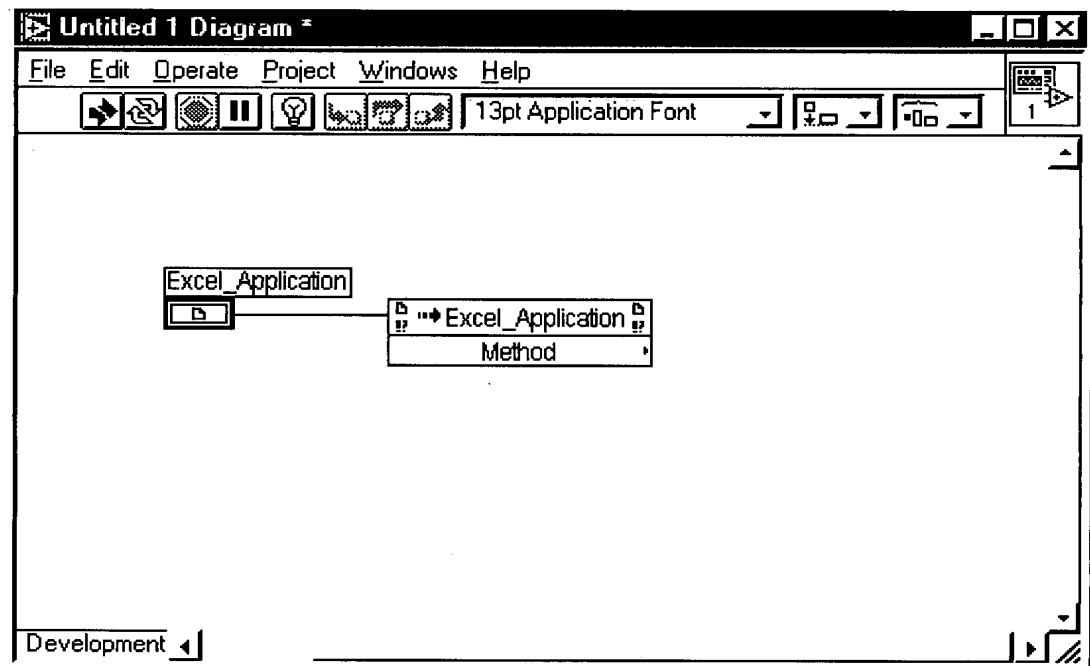 Untitled 1 Diagram *
File Edit Operate Project Windows Help
13pt Application Font
1
Excel_Application
Excel_Application
Method
Development